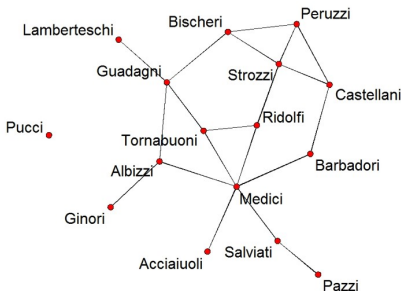 Peruzzi
Bischeri
Lamberteschi
Strozzi
Guadagni
Castellani
Ridolfi
Pucci
Tornabuoni
Barbadori
Albizzi
Medici
Ginori
Salviati
Acciaiuoli
Pazzi